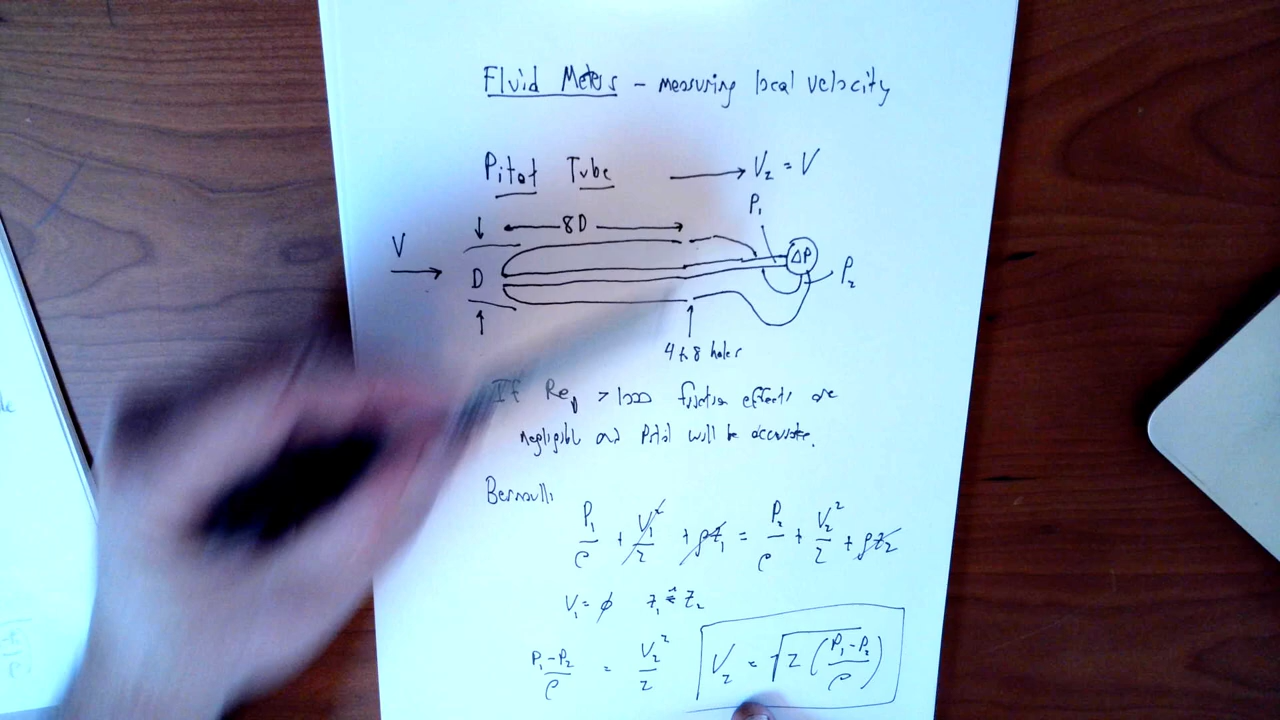 Fluid Meters - measuring local velocity
Pitot Tube → V₂ = V
P₁
8D
V
D
ΔP
P₂
4 to 8 holes
If Re_D > 1000 friction effects are
negligible and Pitot will be accurate.
Bernoulli
P₁/ρ + V₁²/2 + gz₁ = P₂/ρ + V₂²/2 + gz₂
V₁ = ϕ z₁ ≈ z₂
(P₁-P₂)/ρ = V₂²/2 V₂ = √(2((P₁-P₂)/ρ))